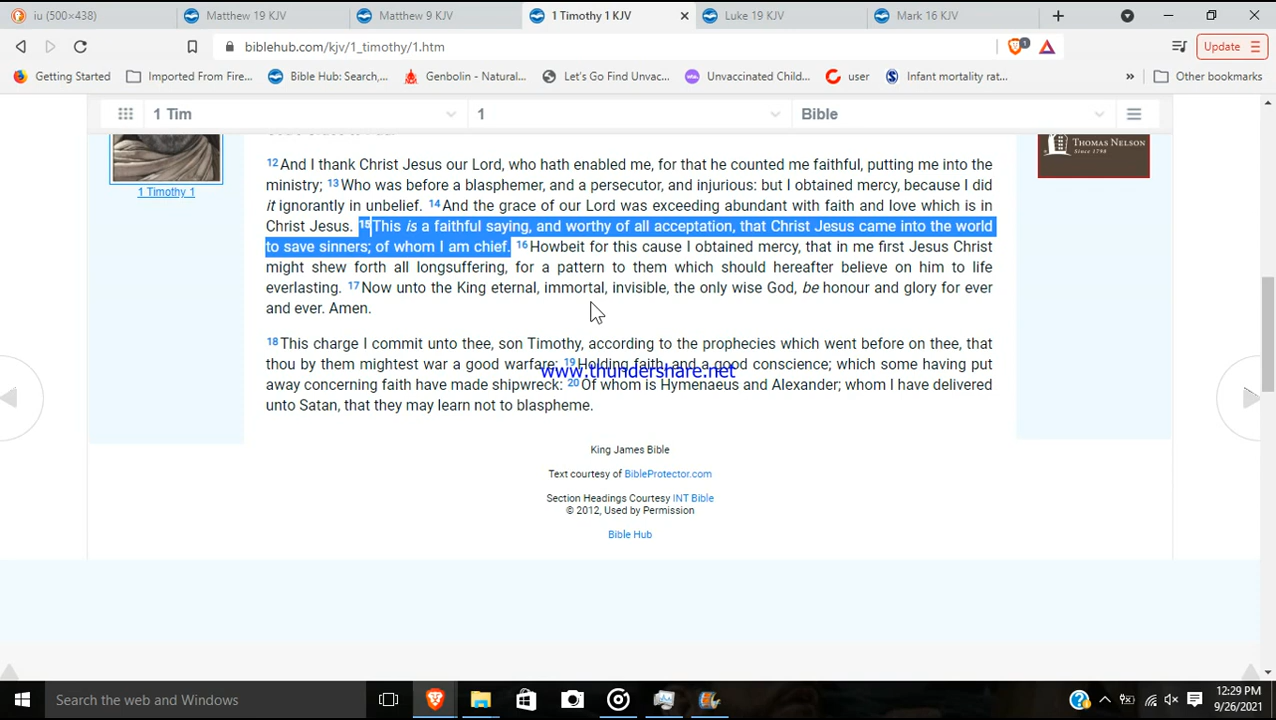 iu (500×438)
Matthew 19 KJV
Matthew 9 KJV
1 Timothy 1 KJV
Luke 19 KJV
Mark 16 KJV
biblehub.com/kjv/1_timothy/1.htm
1
Update
Getting Started
Imported From Fire...
Bible Hub: Search,...
Genbolin - Natural...
Let's Go Find Unvac...
Unvaccinated Child...
user
Infant mortality rat...
»
Other bookmarks
1 Tim
1
Bible
THOMAS NELSON
Since 1798
1 Timothy 1
12 And I thank Christ Jesus our Lord, who hath enabled me, for that he counted me faithful, putting me into the
ministry; 13 Who was before a blasphemer, and a persecutor, and injurious: but I obtained mercy, because I did
it ignorantly in unbelief. 14 And the grace of our Lord was exceeding abundant with faith and love which is in
Christ Jesus. 15 This is a faithful saying, and worthy of all acceptation, that Christ Jesus came into the world
to save sinners; of whom I am chief. 16 Howbeit for this cause I obtained mercy, that in me first Jesus Christ
might shew forth all longsuffering, for a pattern to them which should hereafter believe on him to life
everlasting. 17 Now unto the King eternal, immortal, invisible, the only wise God, be honour and glory for ever
and ever. Amen.
18 This charge I commit unto thee, son Timothy, according to the prophecies which went before on thee, that
thou by them mightest war a good warfare; 19 Holding faith, and a good conscience; which some having put
www.thundershare.net
away concerning faith have made shipwreck: 20 Of whom is Hymenaeus and Alexander; whom I have delivered
unto Satan, that they may learn not to blaspheme.
King James Bible
Text courtesy of BibleProtector.com
Section Headings Courtesy INT Bible
© 2012, Used by Permission
Bible Hub
Search the web and Windows
12:29 PM
9/26/2021